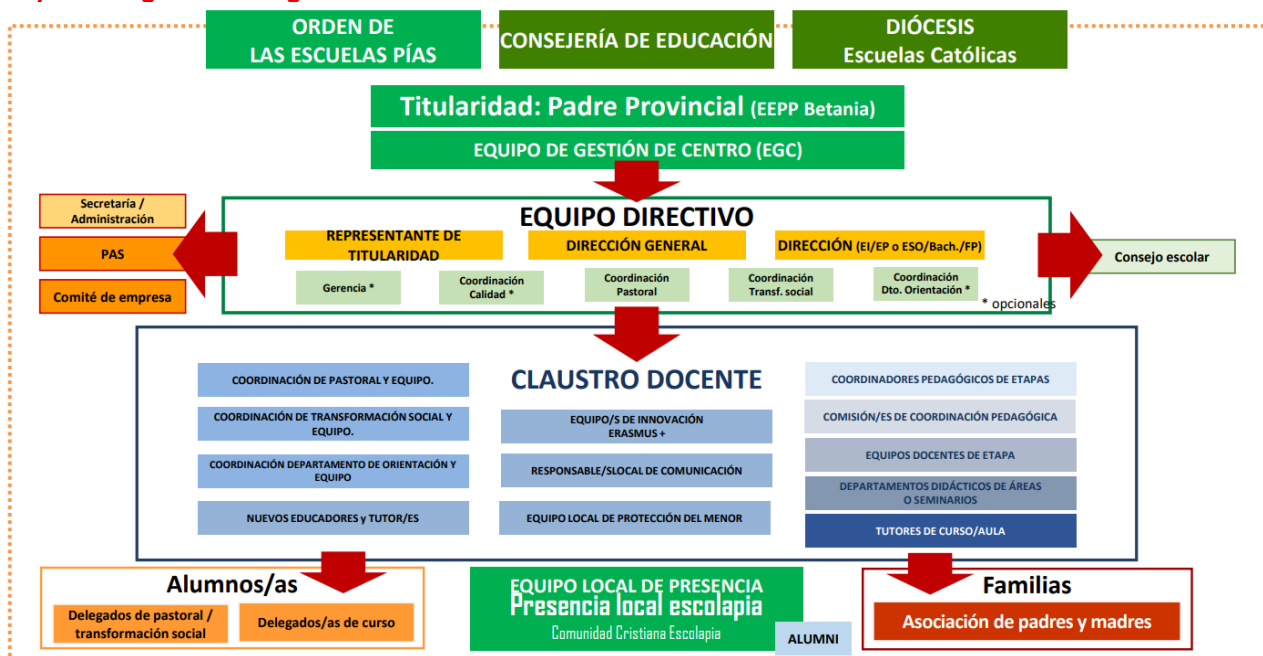 ORDEN DE
LAS ESCUELAS PÍAS
CONSEJERÍA DE EDUCACIÓN
DIÓCESIS
Escuelas Católicas
Titularidad: Padre Provincial (EEPP Betania)
EQUIPO DE GESTIÓN DE CENTRO (EGC)
Secretaría /
Administración
PAS
Comité de empresa
EQUIPO DIRECTIVO
REPRESENTANTE DE
TITULARIDAD
DIRECCIÓN GENERAL
DIRECCIÓN (EI/EP o ESO/Bach./FP)
Gerencia *
Coordinación
Calidad *
Coordinación
Pastoral
Coordinación
Transf. social
Coordinación
Dto. Orientación *
* opcionales
Consejo escolar
CLAUSTRO DOCENTE
COORDINACIÓN DE PASTORAL Y EQUIPO.
COORDINACIÓN DE TRANSFORMACIÓN SOCIAL Y
EQUIPO.
COORDINACIÓN DEPARTAMENTO DE ORIENTACIÓN Y
EQUIPO
NUEVOS EDUCADORES y TUTOR/ES
EQUIPO/S DE INNOVACIÓN
ERASMUS +
RESPONSABLE/SLOCAL DE COMUNICACIÓN
EQUIPO LOCAL DE PROTECCIÓN DEL MENOR
COORDINADORES PEDAGÓGICOS DE ETAPAS
COMISIÓN/ES DE COORDINACIÓN PEDAGÓGICA
EQUIPOS DOCENTES DE ETAPA
DEPARTAMENTOS DIDÁCTICOS DE ÁREAS
O SEMINARIOS
TUTORES DE CURSO/AULA
Alumnos/as
Delegados de pastoral /
transformación social
Delegados/as de curso
EQUIPO LOCAL DE PRESENCIA
Presencia local escolapia
Comunidad Cristiana Escolapia
ALUMNI
Familias
Asociación de padres y madres